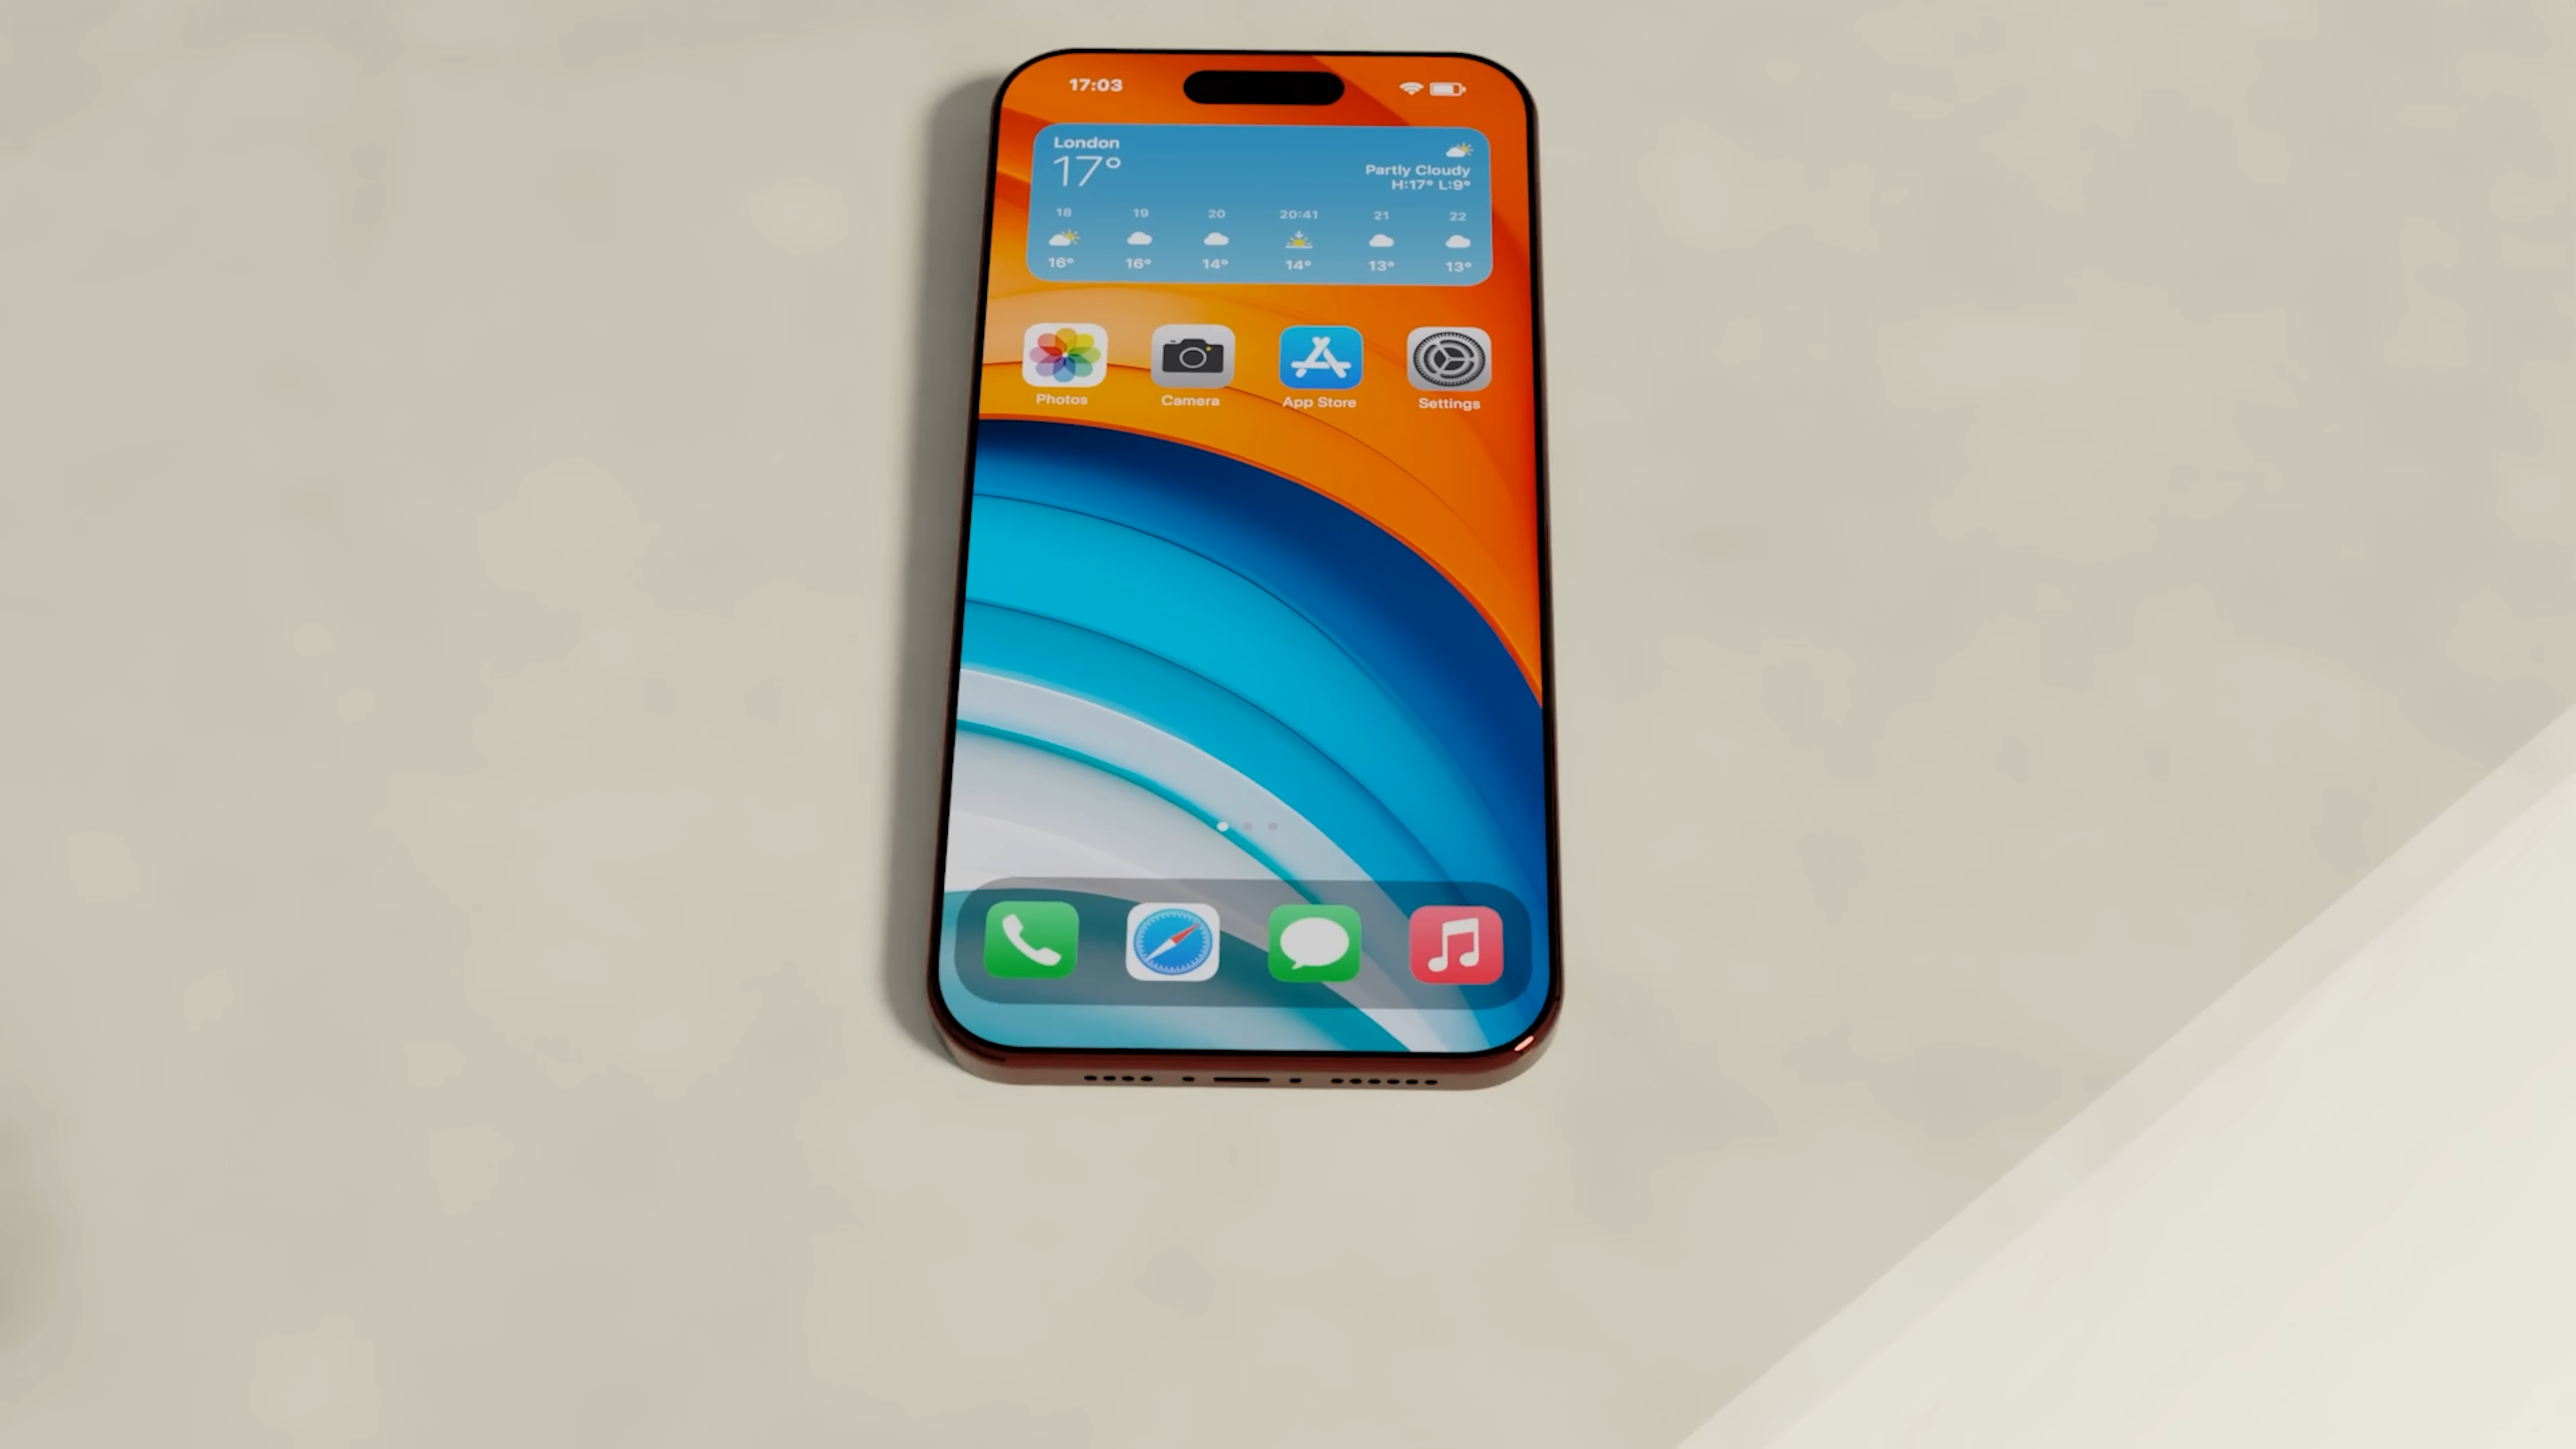 17:03
London
17°
Partly Cloudy
H:17° L:9°
18 19 20 20:41 21 22
16° 16° 14° 14° 13° 13°
Photos Camera App Store Settings